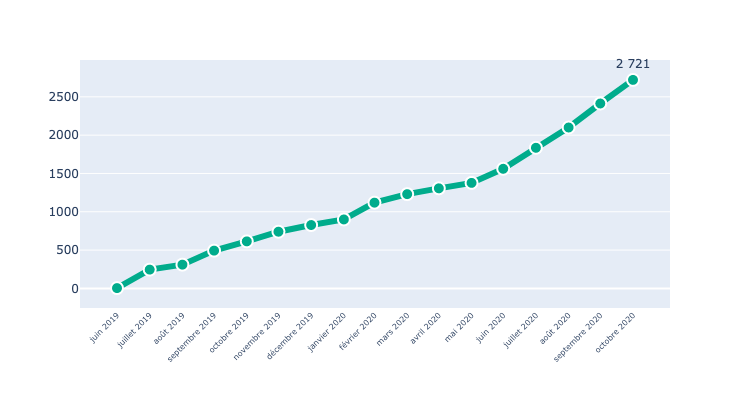 2 721
2500
2000
1500
1000
500
0
juin 2019
juillet 2019
août 2019
septembre 2019
octobre 2019
novembre 2019
décembre 2019
janvier 2020
février 2020
mars 2020
avril 2020
mai 2020
juin 2020
juillet 2020
août 2020
septembre 2020
octobre 2020